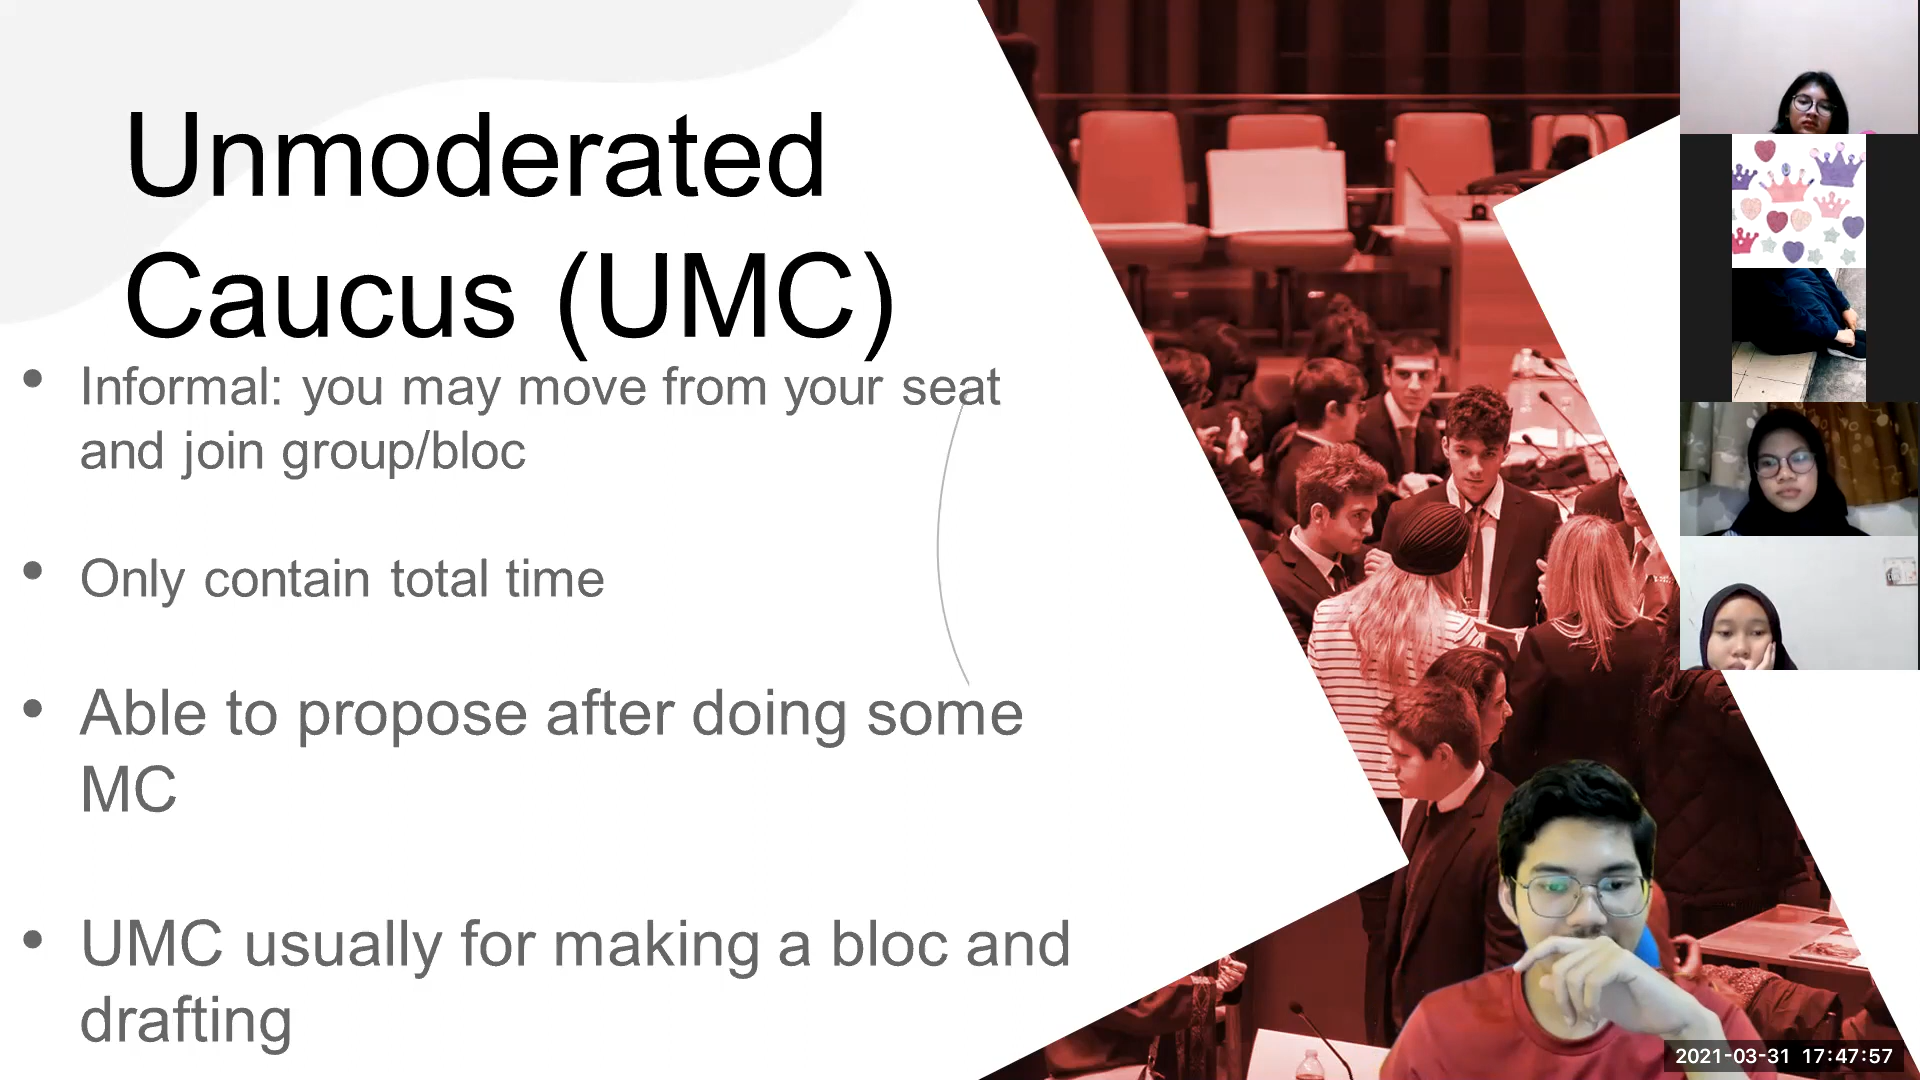 Unmoderated
Caucus (UMC)
• Informal: you may move from your seat
and join group/bloc
• Only contain total time
• Able to propose after doing some
MC
• UMC usually for making a bloc and
drafting
2021-03-31 17:47:57